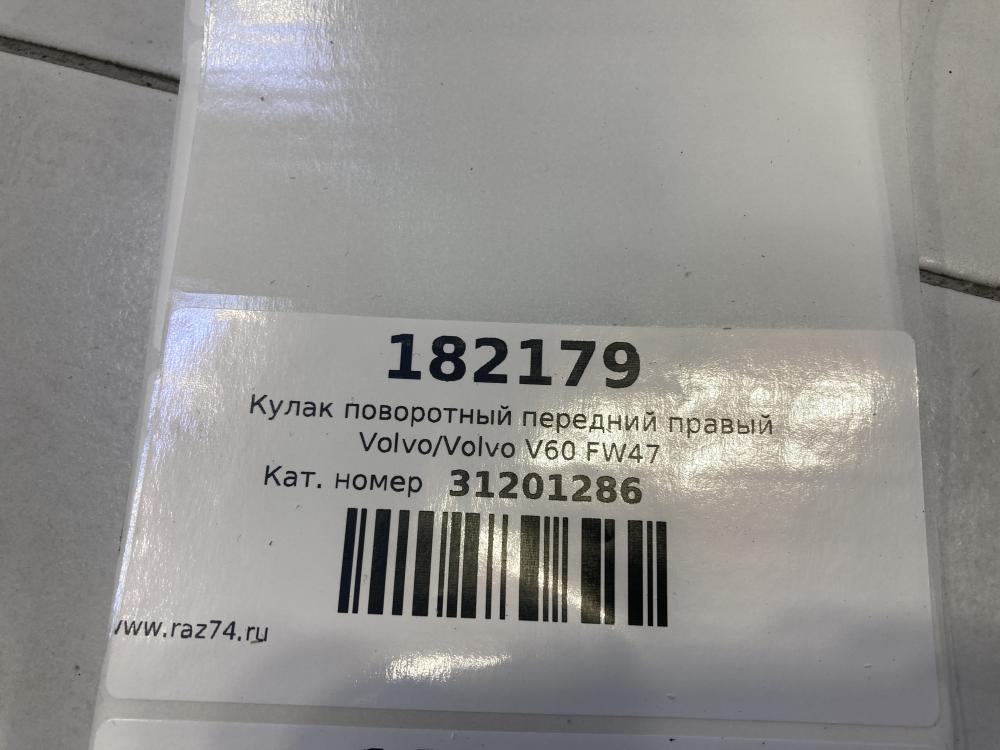 182179
Кулак поворотный передний правый
Volvo/Volvo V60 FW47
Кат. номер 31201286
www.raz74.ru